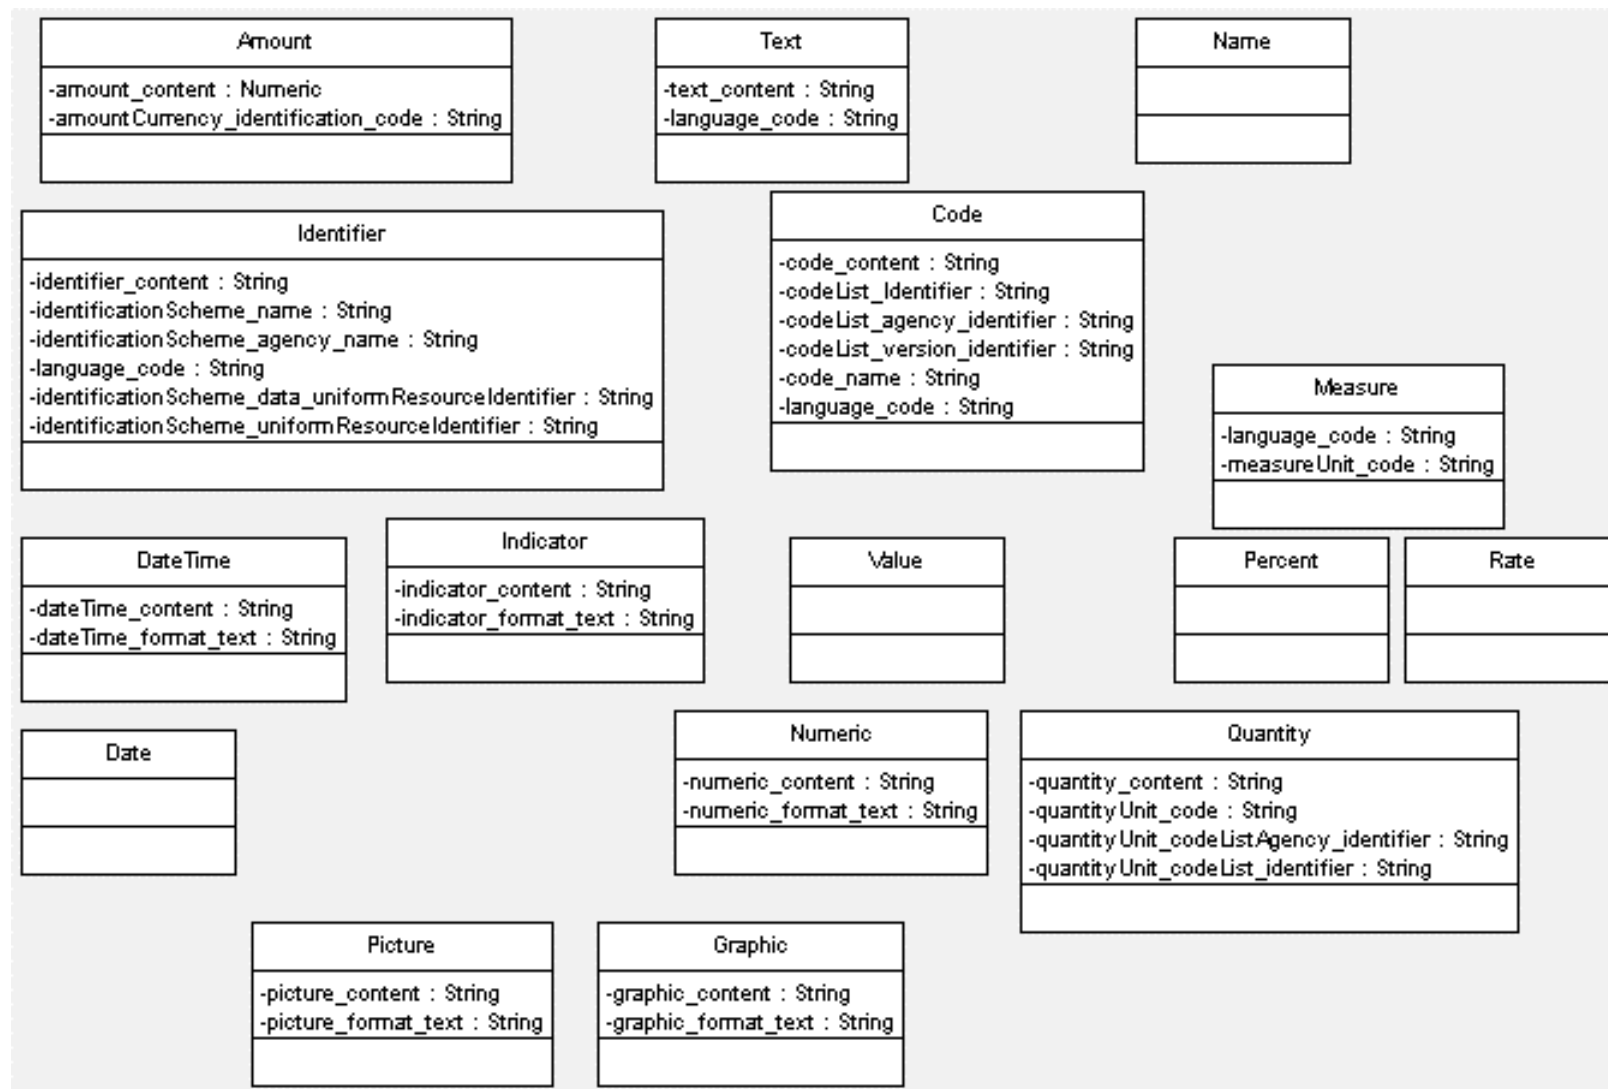 Amount
-amount_content : Numeric
-amountCurrency_identification_code : String
Text
-text_content : String
-language_code : String
Name
Identifier
-identifier_content : String
-identificationScheme_name : String
-identificationScheme_agency_name : String
-language_code : String
-identificationScheme_data_uniformResourceIdentifier : String
-identificationScheme_uniformResourceIdentifier : String
Code
-code_content : String
-codeList_Identifier : String
-codeList_agency_identifier : String
-codeList_version_identifier : String
-code_name : String
-language_code : String
Measure
-language_code : String
-measureUnit_code : String
DateTime
-dateTime_content : String
-dateTime_format_text : String
Indicator
-indicator_content : String
-indicator_format_text : String
Value
Percent
Rate
Date
Numeric
-numeric_content : String
-numeric_format_text : String
Quantity
-quantity_content : String
-quantityUnit_code : String
-quantityUnit_codeListAgency_identifier : String
-quantityUnit_codeList_identifier : String
Picture
-picture_content : String
-picture_format_text : String
Graphic
-graphic_content : String
-graphic_format_text : String